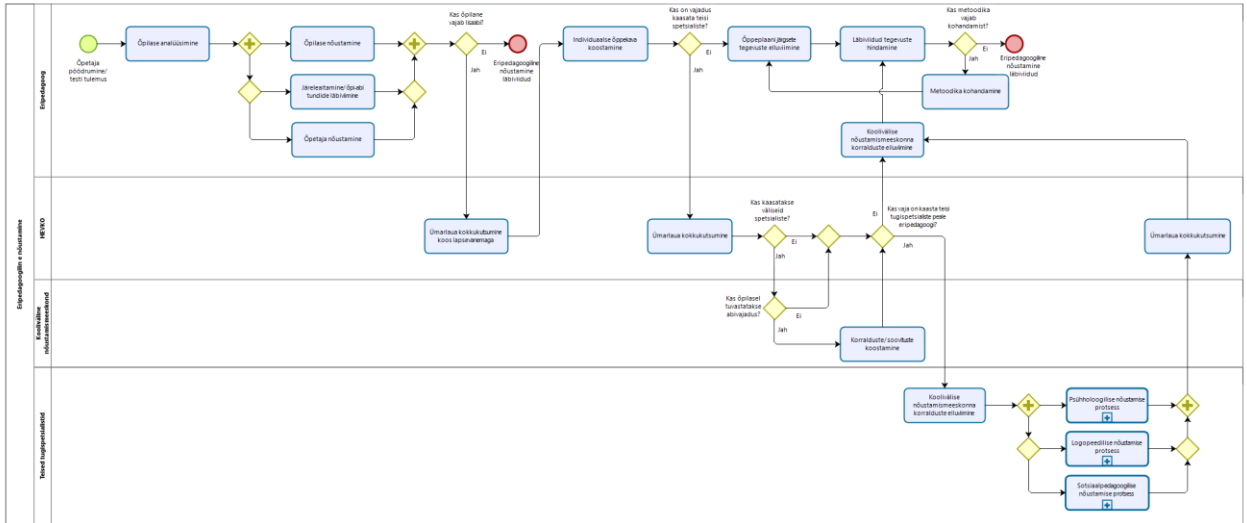 Eripedagoogilin e nõustamine
Eripedagoog
Õpetaja
pöödrumine/
testi tulemus
Õpilase analüüsimine
Õpilase nõustamine
Järeleaitamine/õpiabi
tundide läbiviimine
Õpetaja nõustamine
Kas õpilane
vajab lisaabi?
Ei
Jah
Eripedagoogiline
nõustamine
läbiviidud
Individuaalse õppekava
koostamine
Kas on vajadus
kaasata teisi
spetsialiste?
Ei
Jah
Õppeplaani järgsete
tegevuste elluviimine
Läbiviidud tegevuste
hindamine
Kas metoodika
vajab
kohandamist?
Ei
Jah
Eripedagoogiline
nõustamine
läbiviidud
Metoodika kohandamine
Koolivälise
nõustamismeeskonna
korralduste elluviimine
HEVKO
Ümarlaua kokkukutsumine
koos lapsvanemaga
Ümarlaua kokkukutsumine
Kas kaasatakse
väliseid
spetsialiste?
Ei
Jah
Kas vaja on kaasta teisi
tugispetsialiste peale
eripedagoogi?
Ei
Jah
Ümarlaua kokkukutsumine
Kooliväline
nõustamismeeskond
Kas õpilasel
tuvastatakse
abivajadus?
Ei
Jah
Korralduste/soovituste
koostamine
Teised tugispetsialistid
Koolivälise
nõustamismeeskonna
korralduste elluviimine
Psühholoogilise nõustamise
protsess
Logopeedilise nõustamise
protsess
Sotsiaalpedagoogilise
nõustamise protsess